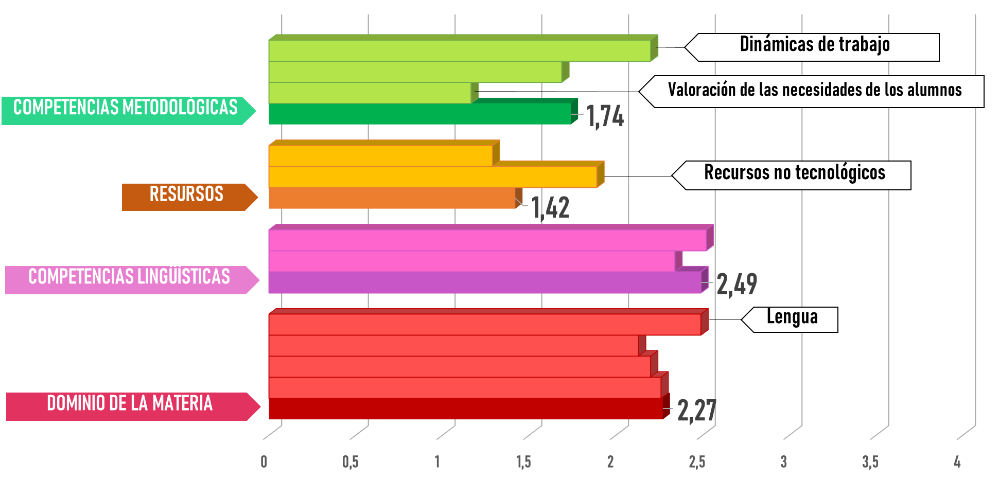 Dinámicas de trabajo
Valoración de las necesidades de los alumnos
COMPETENCIAS METODOLÓGICAS
1,74
Recursos no tecnológicos
RESURSOS
1,42
COMPETENCIAS LINGÜÍSTICAS
2,49
Lengua
DOMINIO DE LA MATERIA
2,27
0 0,5 1 1,5 2 2,5 3 3,5 4